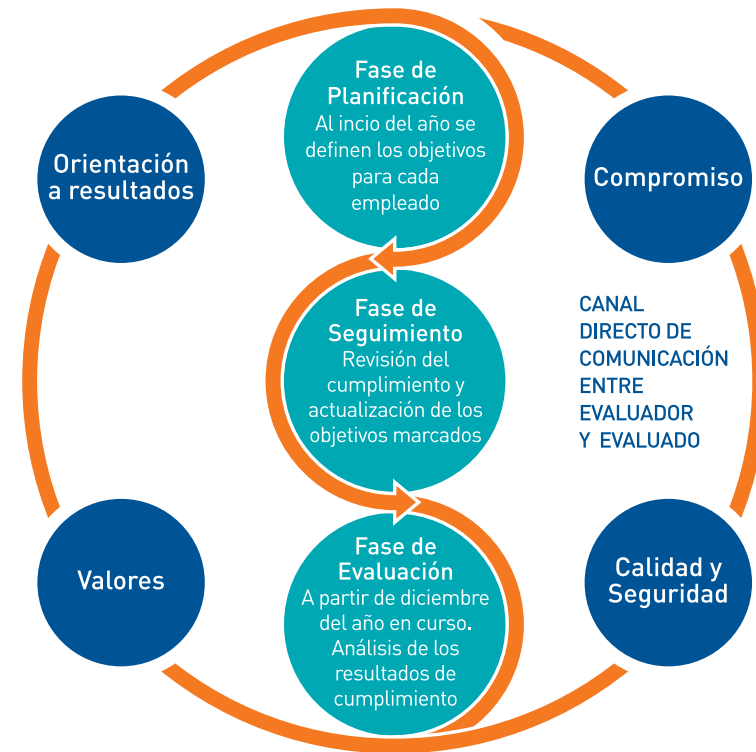 Fase de
Planificación
Al incio del año se
definen los objetivos
para cada
empleado
Orientación
a resultados
Compromiso
Fase de
Seguimiento
Revisión del
cumplimiento y
actualización de los
objetivos marcados
CANAL
DIRECTO DE
COMUNICACIÓN
ENTRE
EVALUADOR
Y EVALUADO
Valores
Fase de
Evaluación
A partir de diciembre
del año en curso.
Análisis de los
resultados de
cumplimiento
Calidad y
Seguridad